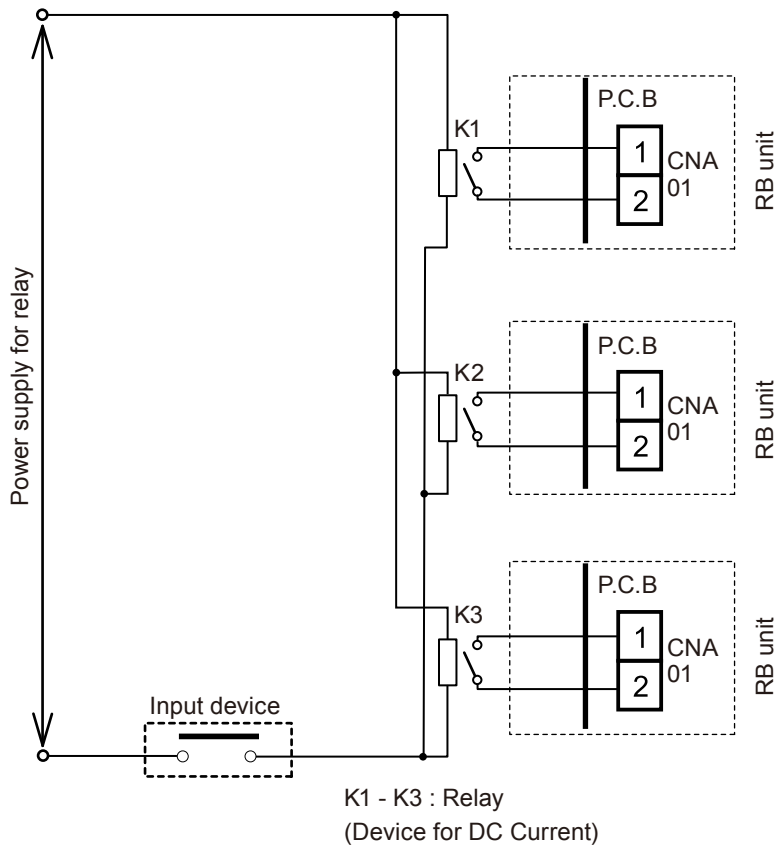 Power supply for relay
K1
P.C.B
1
2
CNA
01
RB unit
K2
P.C.B
1
2
CNA
01
RB unit
K3
P.C.B
1
2
CNA
01
RB unit
Input device
K1 - K3 : Relay
(Device for DC Current)